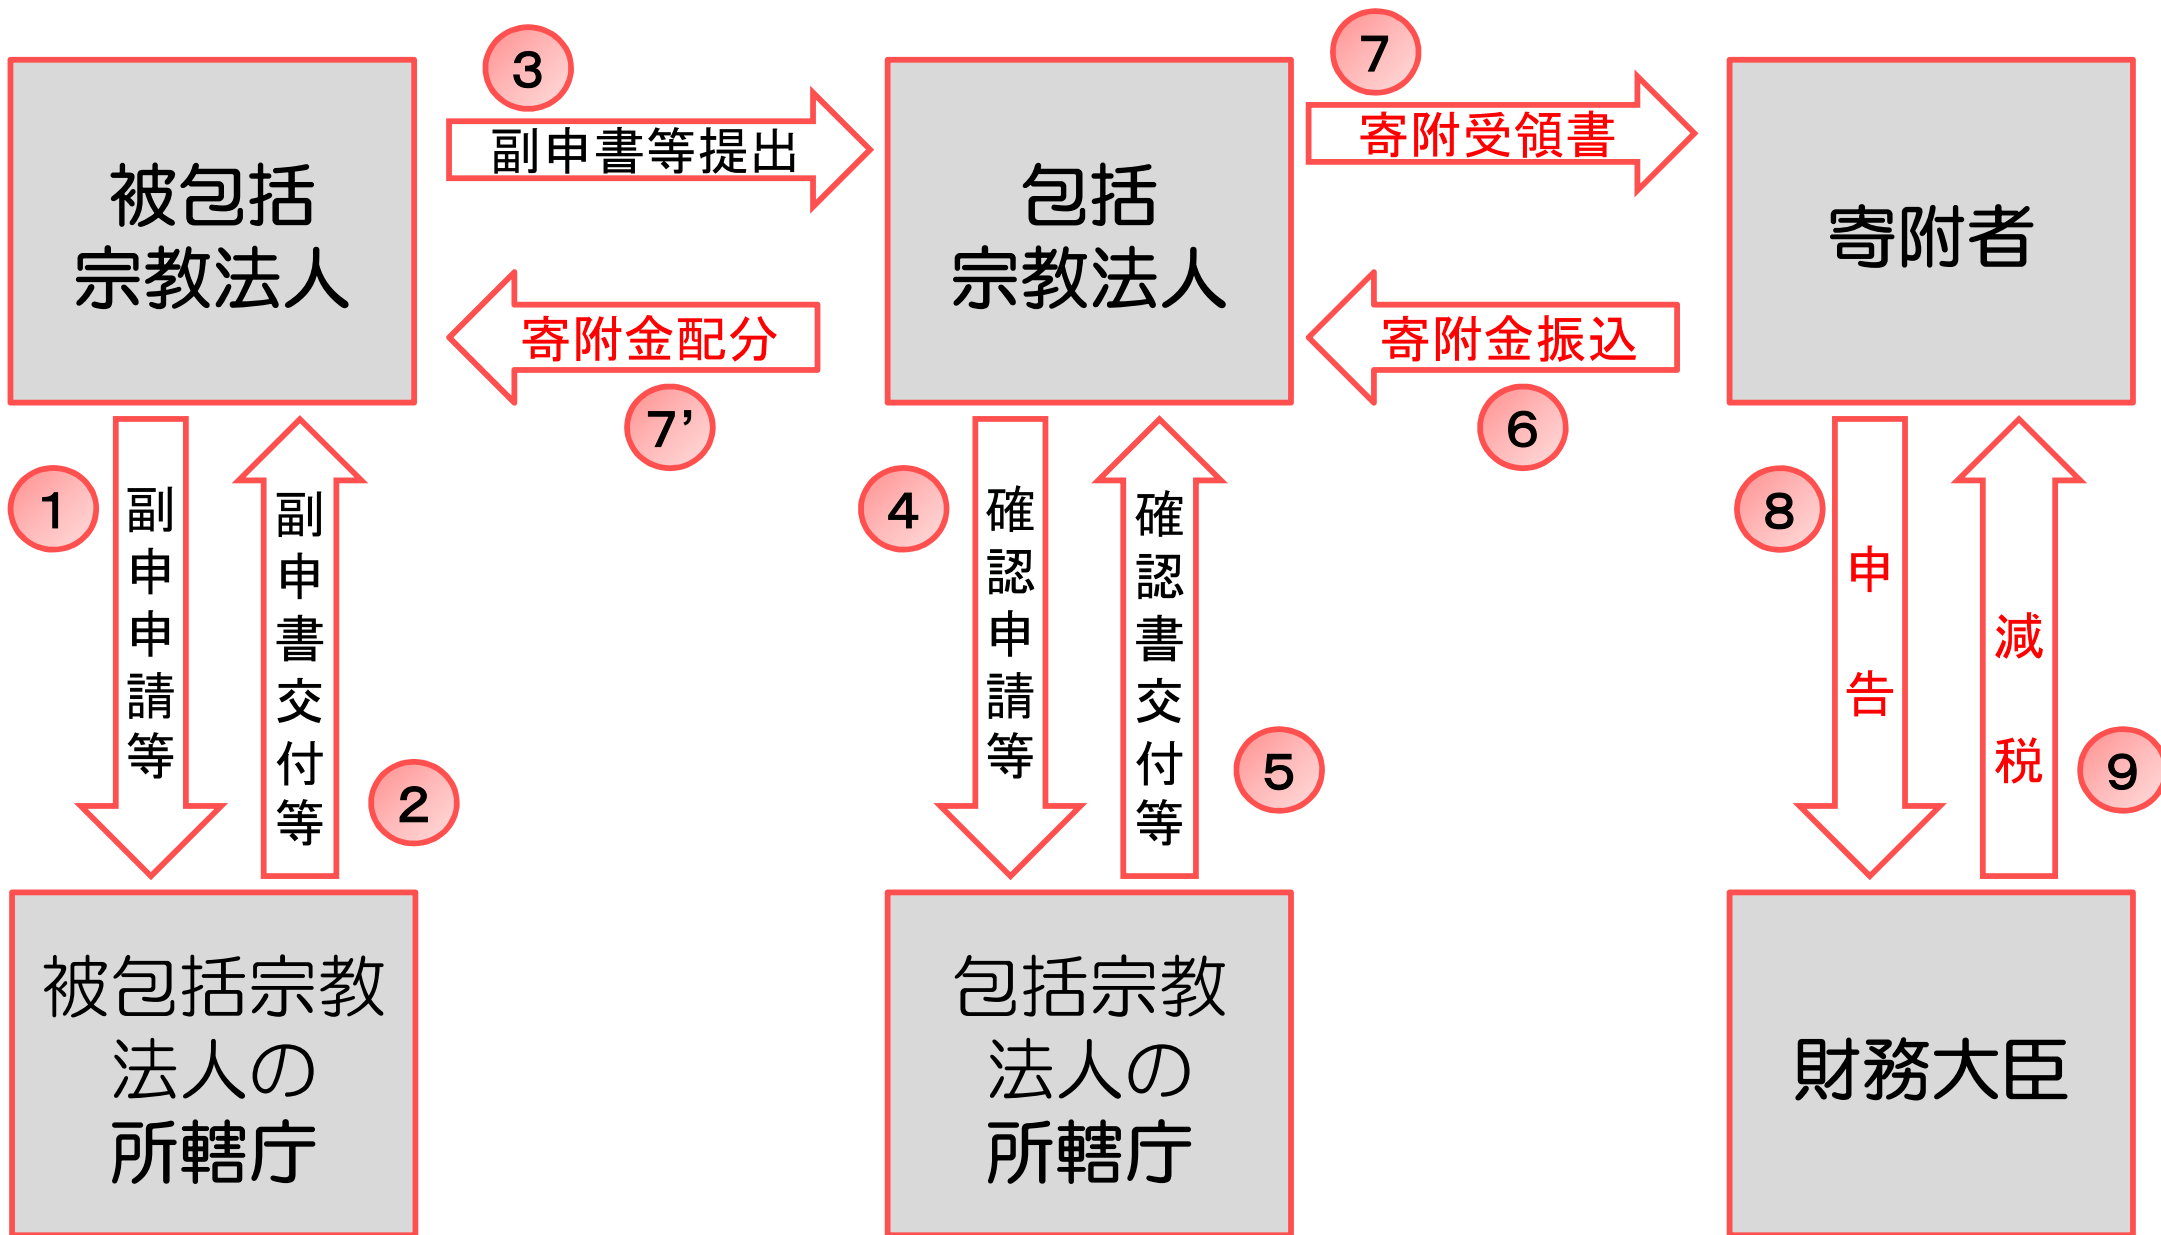 3
7
副申書等提出
寄附受領書
被包括
宗教法人
包括
宗教法人
寄附者
寄附金配分
寄附金振込
7’
6
1
副申申請等
副申書交付等
2
4
確認申請等
確認書交付等
5
8
申告
減税
9
被包括宗教
法人の
所轄庁
包括宗教
法人の
所轄庁
財務大臣